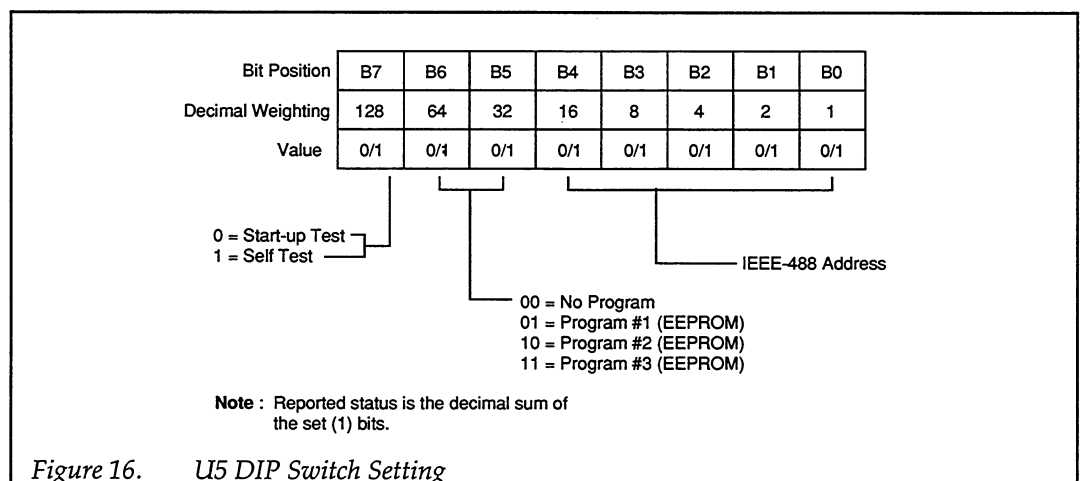 Bit Position B7 B6 B5 B4 B3 B2 B1 B0
Decimal Weighting 128 64 32 16 8 4 2 1
Value 0/1 0/1 0/1 0/1 0/1 0/1 0/1 0/1
0 = Start-up Test
1 = Self Test
IEEE-488 Address
00 = No Program
01 = Program #1 (EEPROM)
10 = Program #2 (EEPROM)
11 = Program #3 (EEPROM)
Note : Reported status is the decimal sum of
the set (1) bits.
Figure 16. U5 DIP Switch Setting